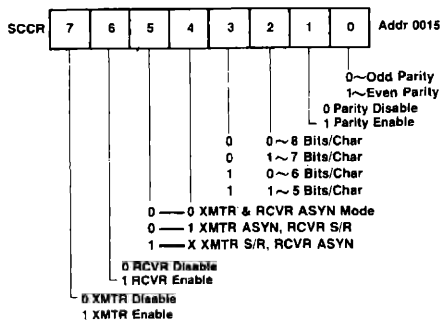 SCCR 7 6 5 4 3 2 1 0 Addr 0015
0~Odd Parity
1~Even Parity
0 Parity Disable
1 Parity Enable
0 0~8 Bits/Char
0 1~7 Bits/Char
1 0~6 Bits/Char
1 1~5 Bits/Char
0—0 XMTR & RCVR ASYN Mode
0—1 XMTR ASYN, RCVR S/R
1—X XMTR S/R, RCVR ASYN
0 RCVR Disable
1 RCVR Enable
0 XMTR Disable
1 XMTR Enable